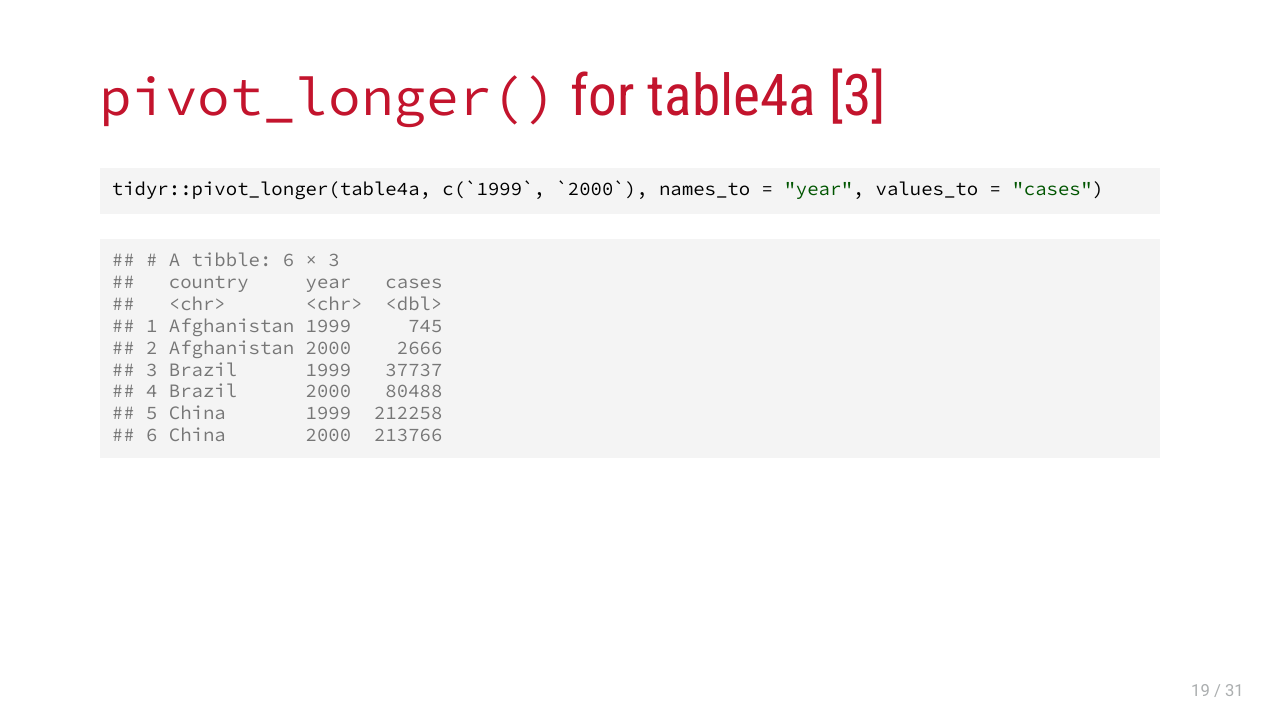 pivot_longer() for table4a [3]
tidyr::pivot_longer(table4a, c(`1999`, `2000`), names_to = "year", values_to = "cases")
## # A tibble: 6 × 3
##   country     year   cases
##   <chr>       <chr>  <dbl>
## 1 Afghanistan 1999     745
## 2 Afghanistan 2000    2666
## 3 Brazil      1999   37737
## 4 Brazil      2000   80488
## 5 China       1999  212258
## 6 China       2000  213766
19 / 31